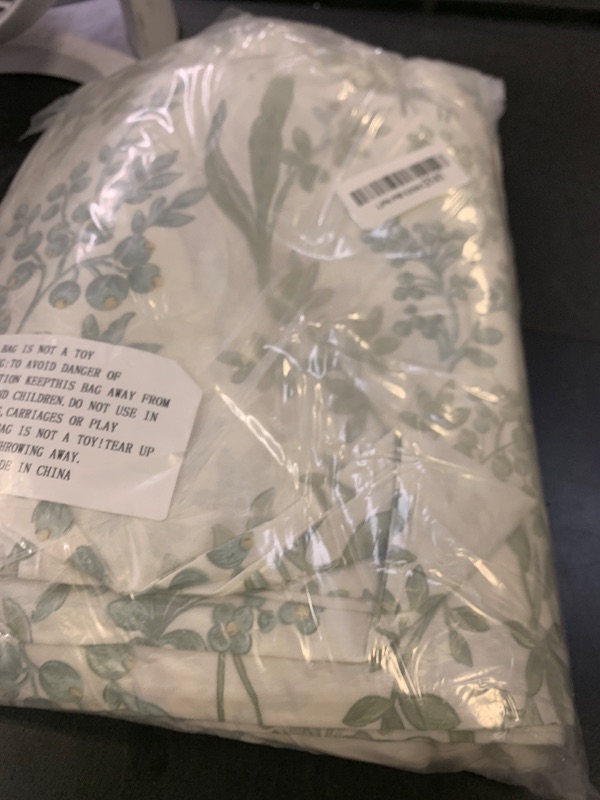 BAG IS NOT A TOY
G:TO AVOID DANGER OF
TION KEEPTHIS BAG AWAY FROM
D CHILDREN. DO NOT USE IN
, CARRIAGES OR PLAY
AG IS NOT A TOY!TEAR UP
HROWING AWAY.
DE IN CHINA